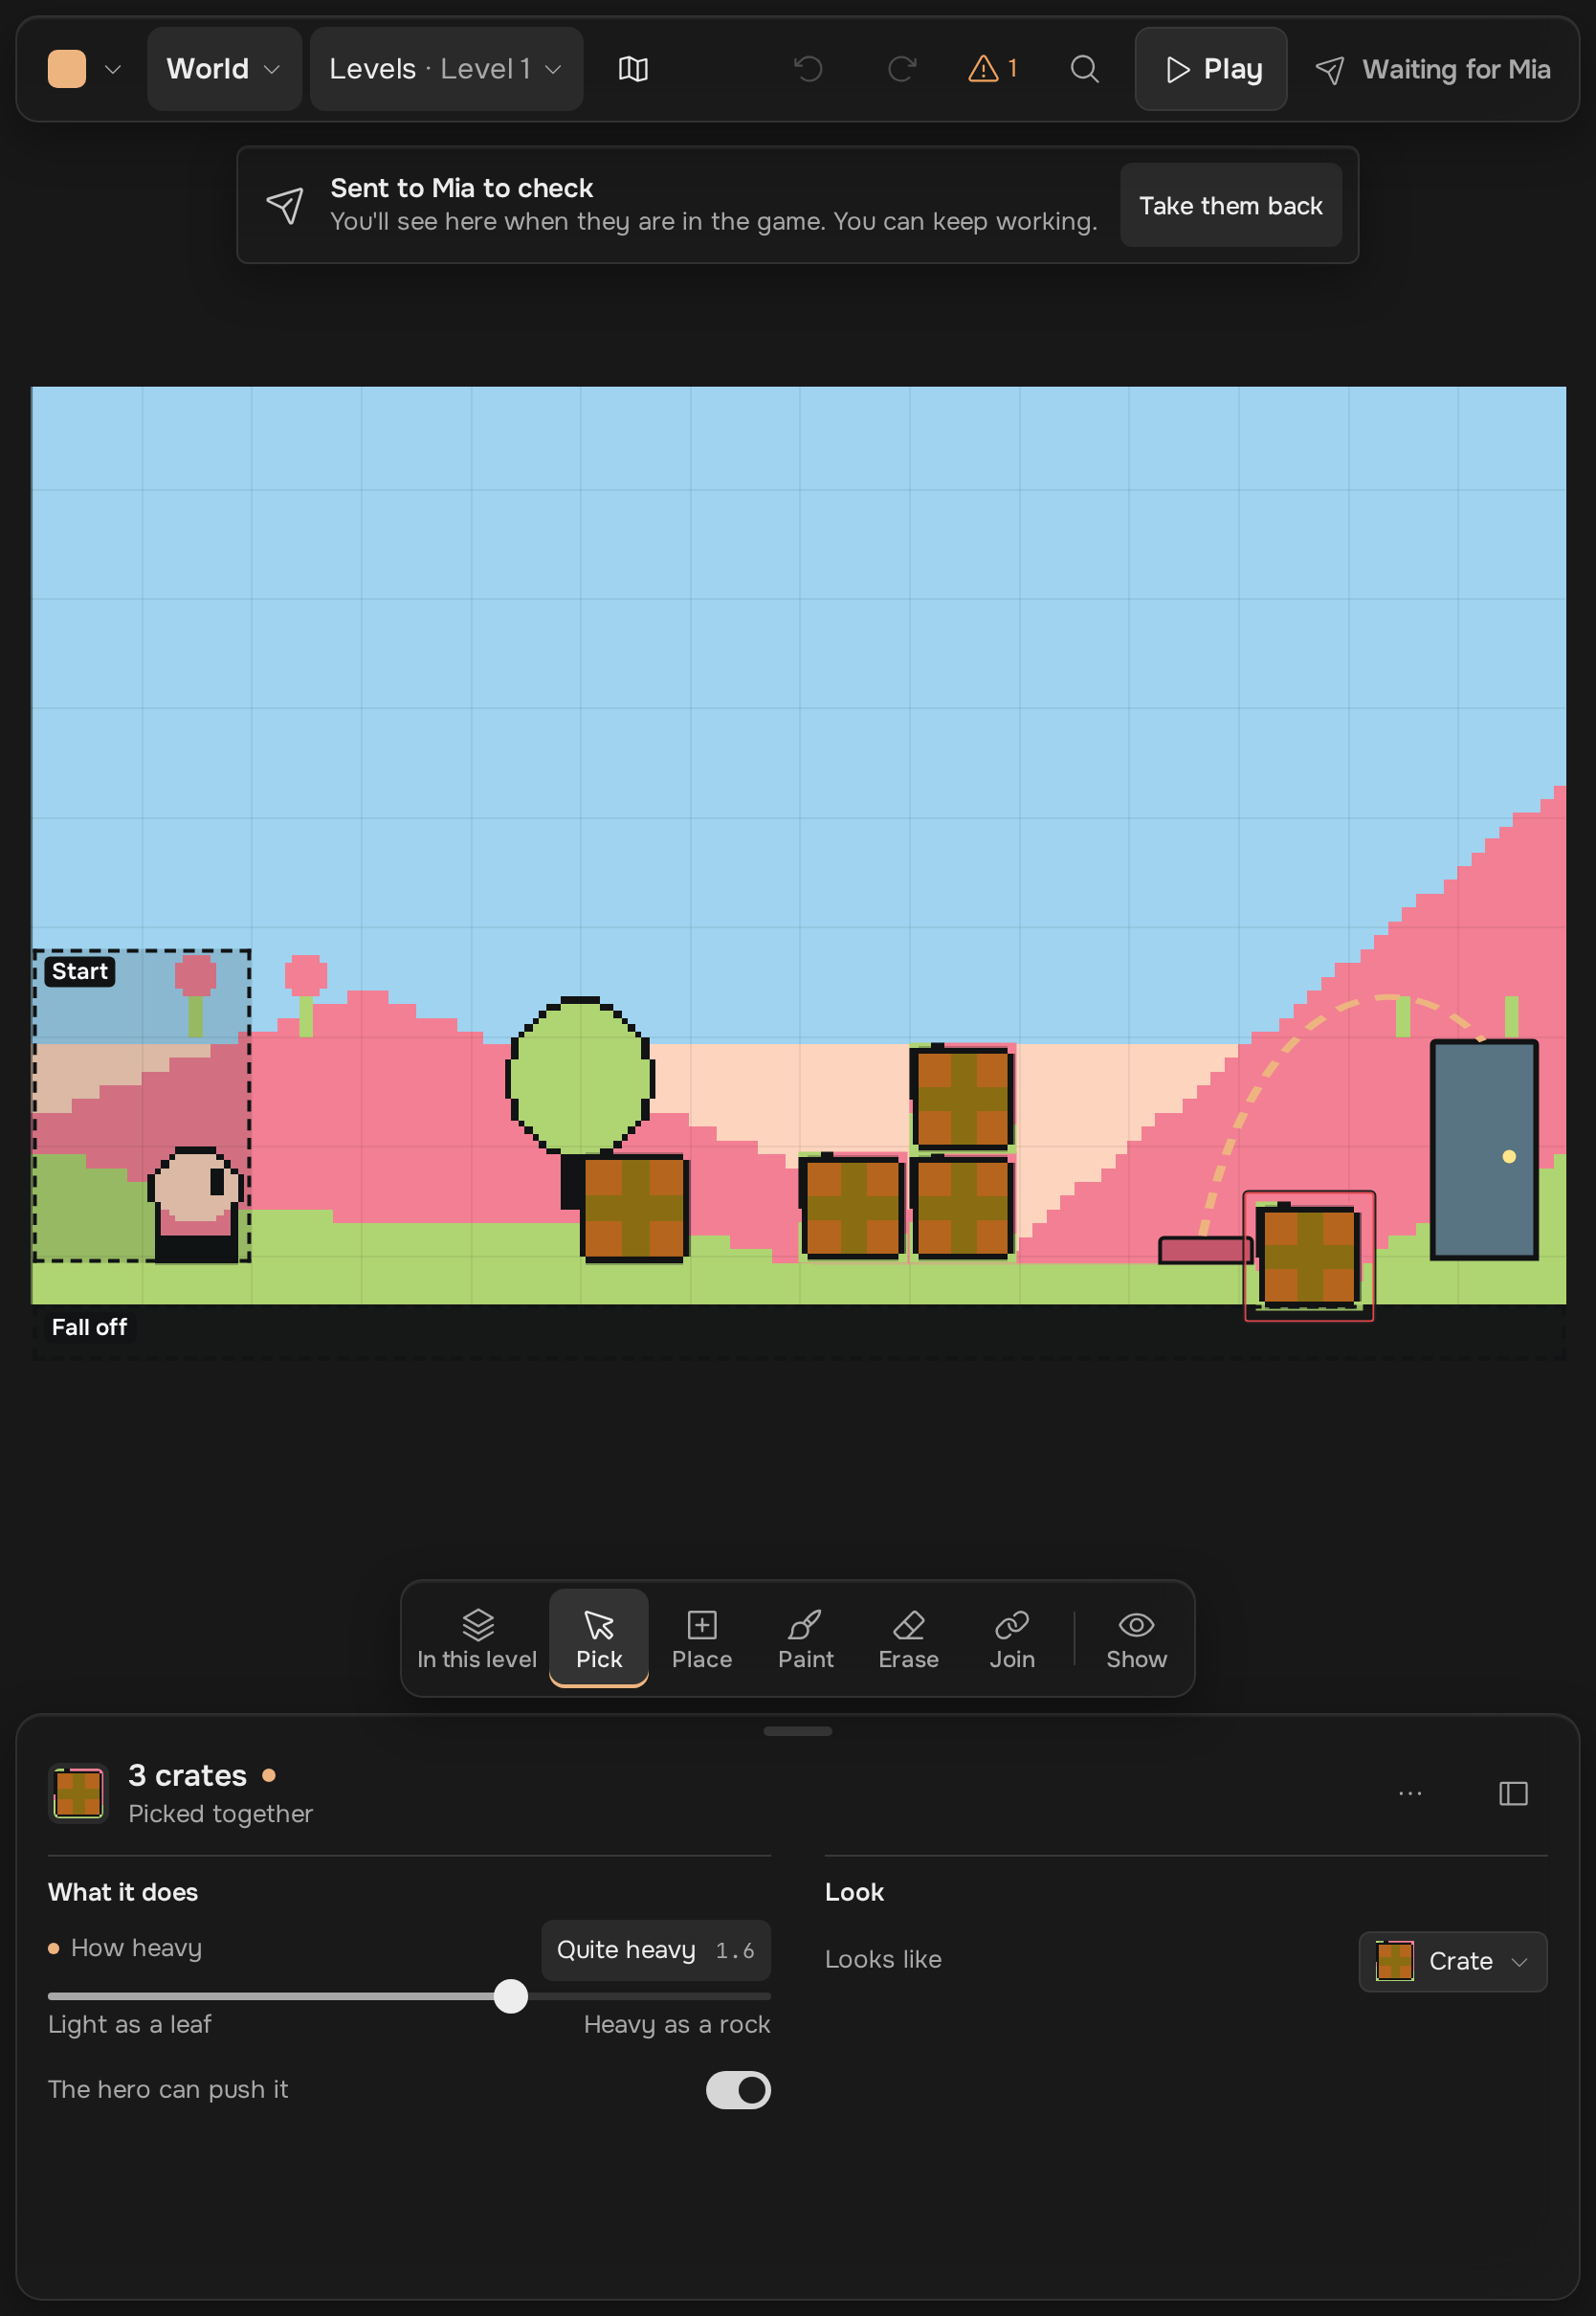 World
Levels · Level 1
1
Play
Waiting for Mia
Sent to Mia to check
You'll see here when they are in the game. You can keep working.
Take them back
Start
Fall off
In this level
Pick
Place
Paint
Erase
Join
Show
3 crates
Picked together
What it does
How heavy
Quite heavy 1.6
Light as a leaf
Heavy as a rock
The hero can push it
Look
Looks like
Crate